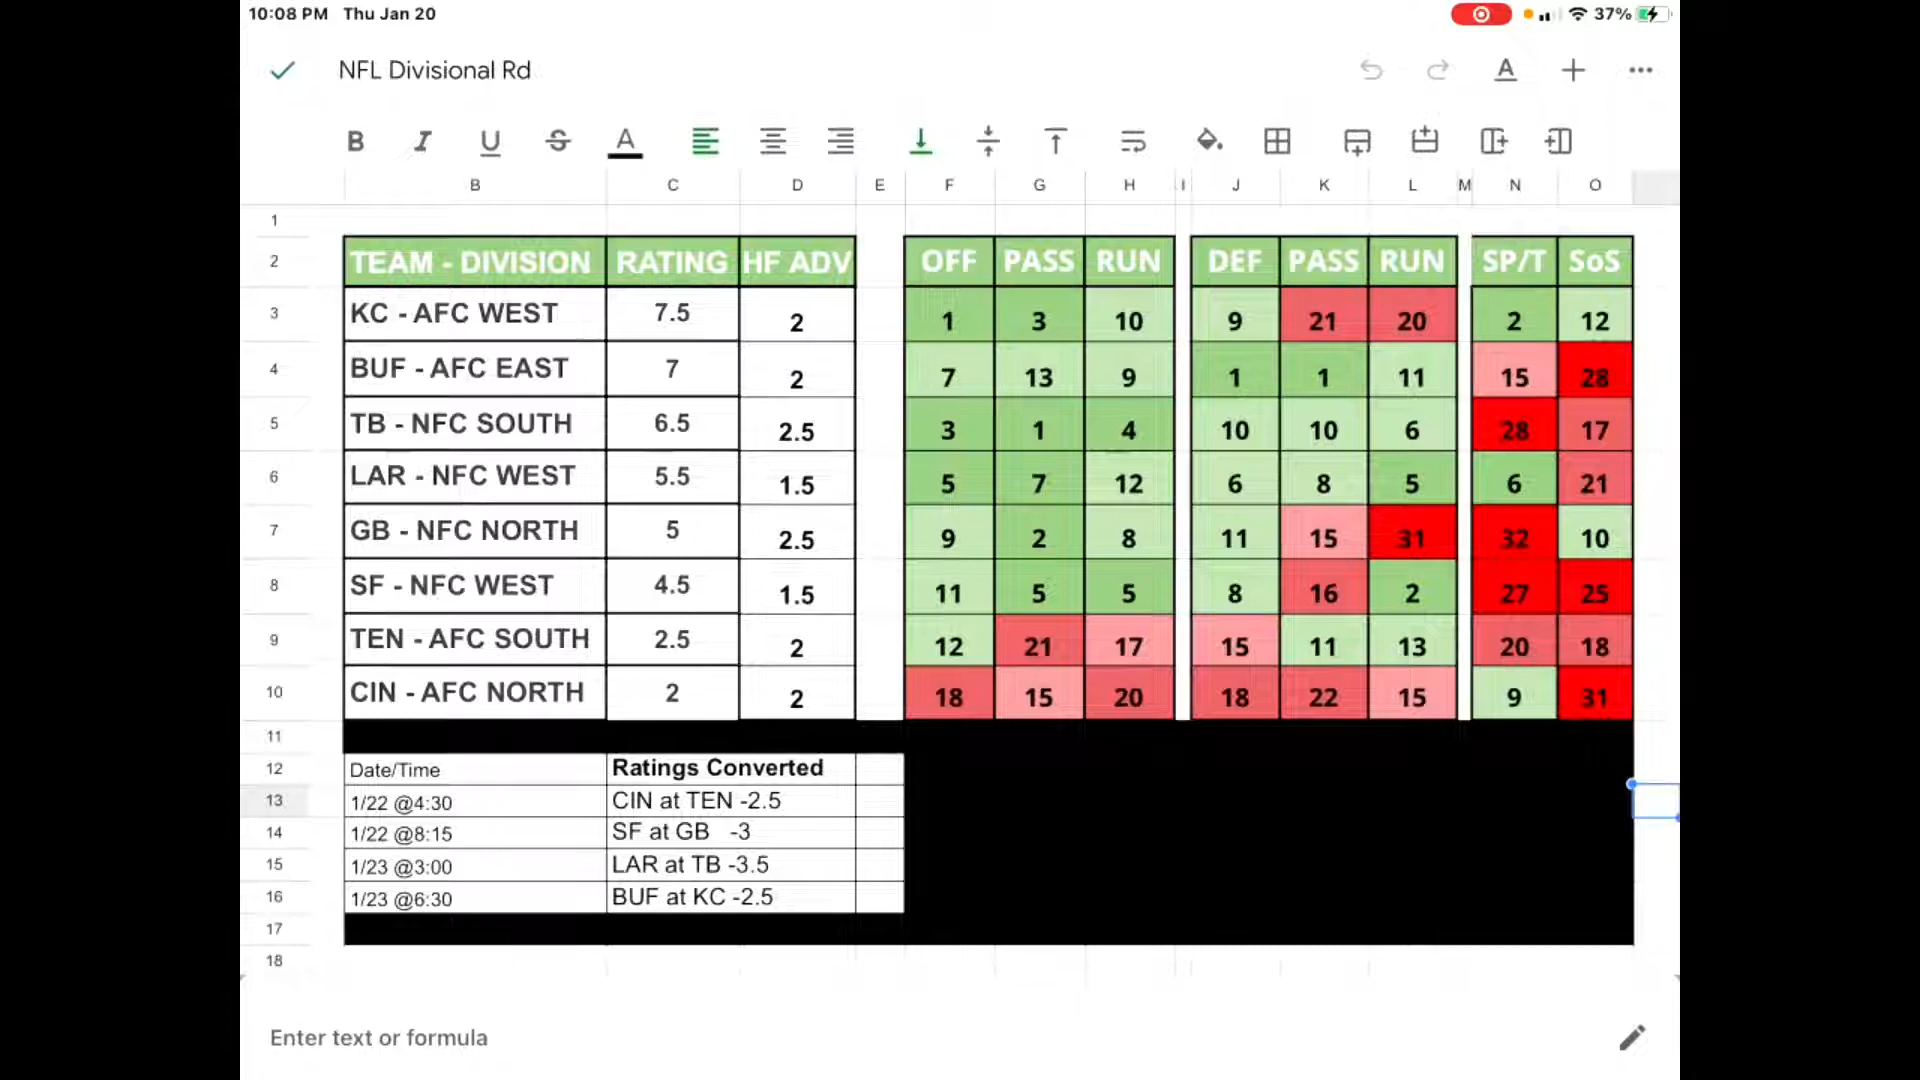 10:08 PM Thu Jan 20
37%
NFL Divisional Rd
B I U S A A
B C D E F G H I J K L M N O
1
2 TEAM - DIVISION RATING HF ADV OFF PASS RUN DEF PASS RUN SP/T SoS
3 KC - AFC WEST 7.5 2 1 3 10 9 21 20 2 12
4 BUF - AFC EAST 7 2 7 13 9 1 1 11 15 28
5 TB - NFC SOUTH 6.5 2.5 3 1 4 10 10 6 28 17
6 LAR - NFC WEST 5.5 1.5 5 7 12 6 8 5 6 21
7 GB - NFC NORTH 5 2.5 9 2 8 11 15 31 32 10
8 SF - NFC WEST 4.5 1.5 11 5 5 8 16 2 27 25
9 TEN - AFC SOUTH 2.5 2 12 21 17 15 11 13 20 18
10 CIN - AFC NORTH 2 2 18 15 20 18 22 15 9 31
11
12 Date/Time Ratings Converted
13 1/22 @4:30 CIN at TEN -2.5
14 1/22 @8:15 SF at GB -3
15 1/23 @3:00 LAR at TB -3.5
16 1/23 @6:30 BUF at KC -2.5
17
18
Enter text or formula